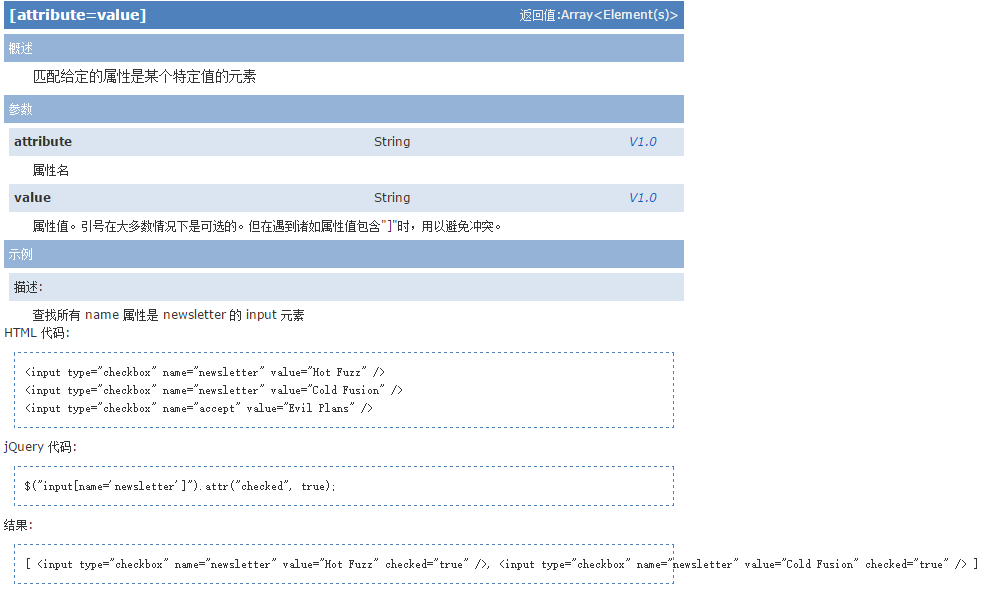 [attribute=value] 返回值:Array<Element(s)>
概述
匹配给定的属性是某个特定值的元素
参数
attribute String V1.0
属性名
value String V1.0
属性值。引号在大多数情况下是可选的。但在遇到诸如属性值包含"]"时，用以避免冲突。
示例
描述:
查找所有 name 属性是 newsletter 的 input 元素
HTML 代码:
<input type="checkbox" name="newsletter" value="Hot Fuzz" />
<input type="checkbox" name="newsletter" value="Cold Fusion" />
<input type="checkbox" name="accept" value="Evil Plans" />
jQuery 代码:
$("input[name='newsletter']").attr("checked", true);
结果:
[ <input type="checkbox" name="newsletter" value="Hot Fuzz" checked="true" />, <input type="checkbox" name="newsletter" value="Cold Fusion" checked="true" /> ]